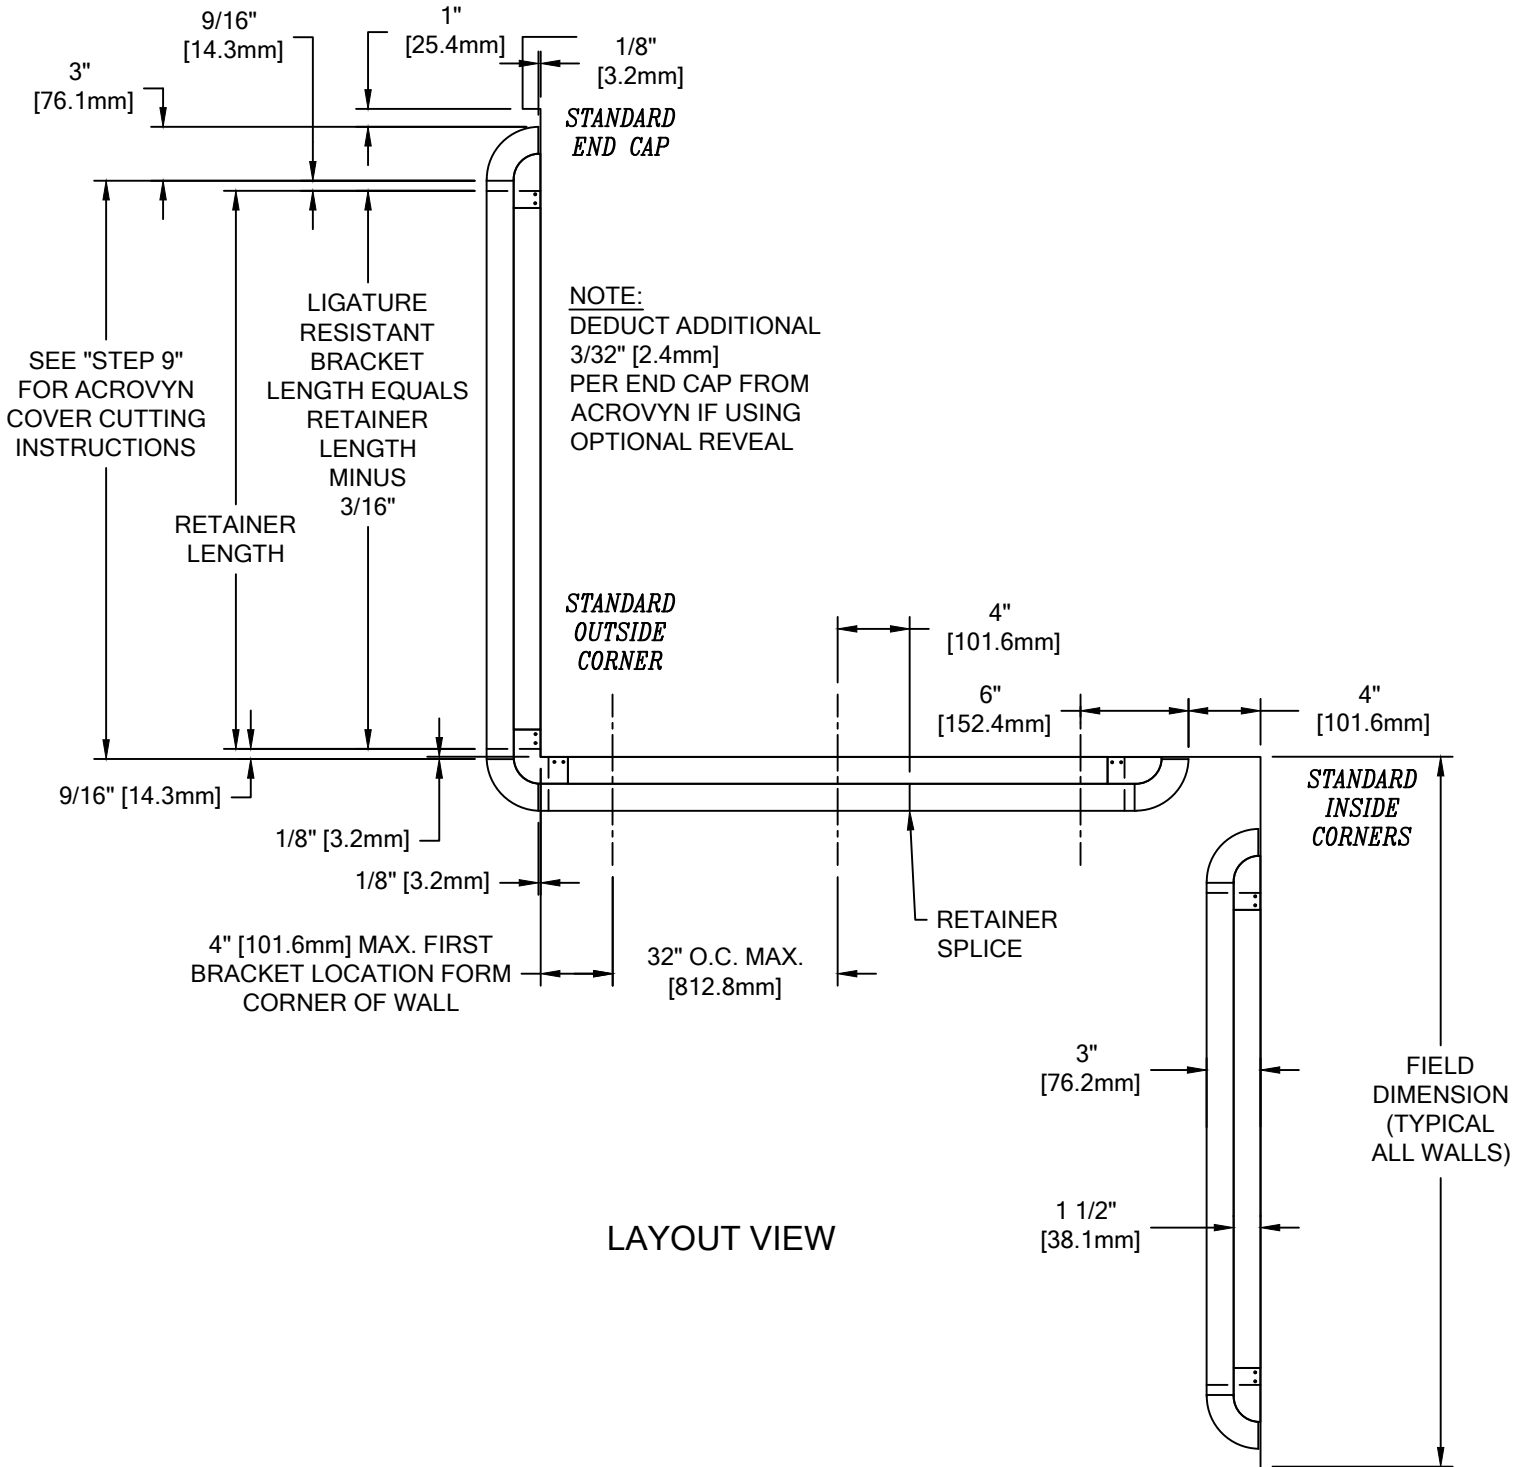 9/16"
[14.3mm]
1"
[25.4mm]
1/8"
[3.2mm]
3"
[76.1mm]
STANDARD
END CAP
LIGATURE
RESISTANT
BRACKET
LENGTH EQUALS
RETAINER
LENGTH
MINUS
3/16"
NOTE:
DEDUCT ADDITIONAL
3/32" [2.4mm]
PER END CAP FROM
ACROVYN IF USING
OPTIONAL REVEAL
SEE "STEP 9"
FOR ACROVYN
COVER CUTTING
INSTRUCTIONS
RETAINER
LENGTH
STANDARD
OUTSIDE
CORNER
4"
[101.6mm]
6"
[152.4mm]
4"
[101.6mm]
9/16" [14.3mm]
1/8" [3.2mm]
1/8" [3.2mm]
STANDARD
INSIDE
CORNERS
4" [101.6mm] MAX. FIRST
BRACKET LOCATION FORM
CORNER OF WALL
32" O.C. MAX.
[812.8mm]
RETAINER
SPLICE
3"
[76.2mm]
FIELD
DIMENSION
(TYPICAL
ALL WALLS)
1 1/2"
[38.1mm]
LAYOUT VIEW